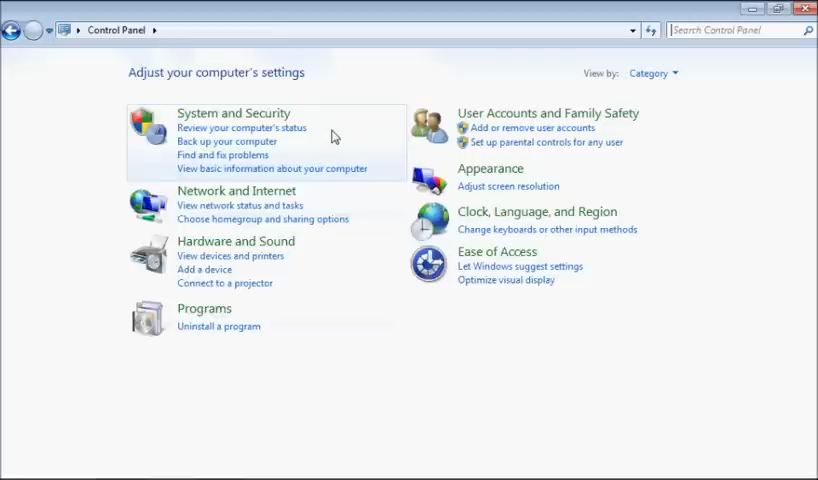 Control Panel
Search Control Panel
Adjust your computer's settings
View by: Category
System and Security
Review your computer's status
Back up your computer
Find and fix problems
View basic information about your computer
Network and Internet
View network status and tasks
Choose homegroup and sharing options
Hardware and Sound
View devices and printers
Add a device
Connect to a projector
Programs
Uninstall a program
User Accounts and Family Safety
Add or remove user accounts
Set up parental controls for any user
Appearance
Adjust screen resolution
Clock, Language, and Region
Change keyboards or other input methods
Ease of Access
Let Windows suggest settings
Optimize visual display